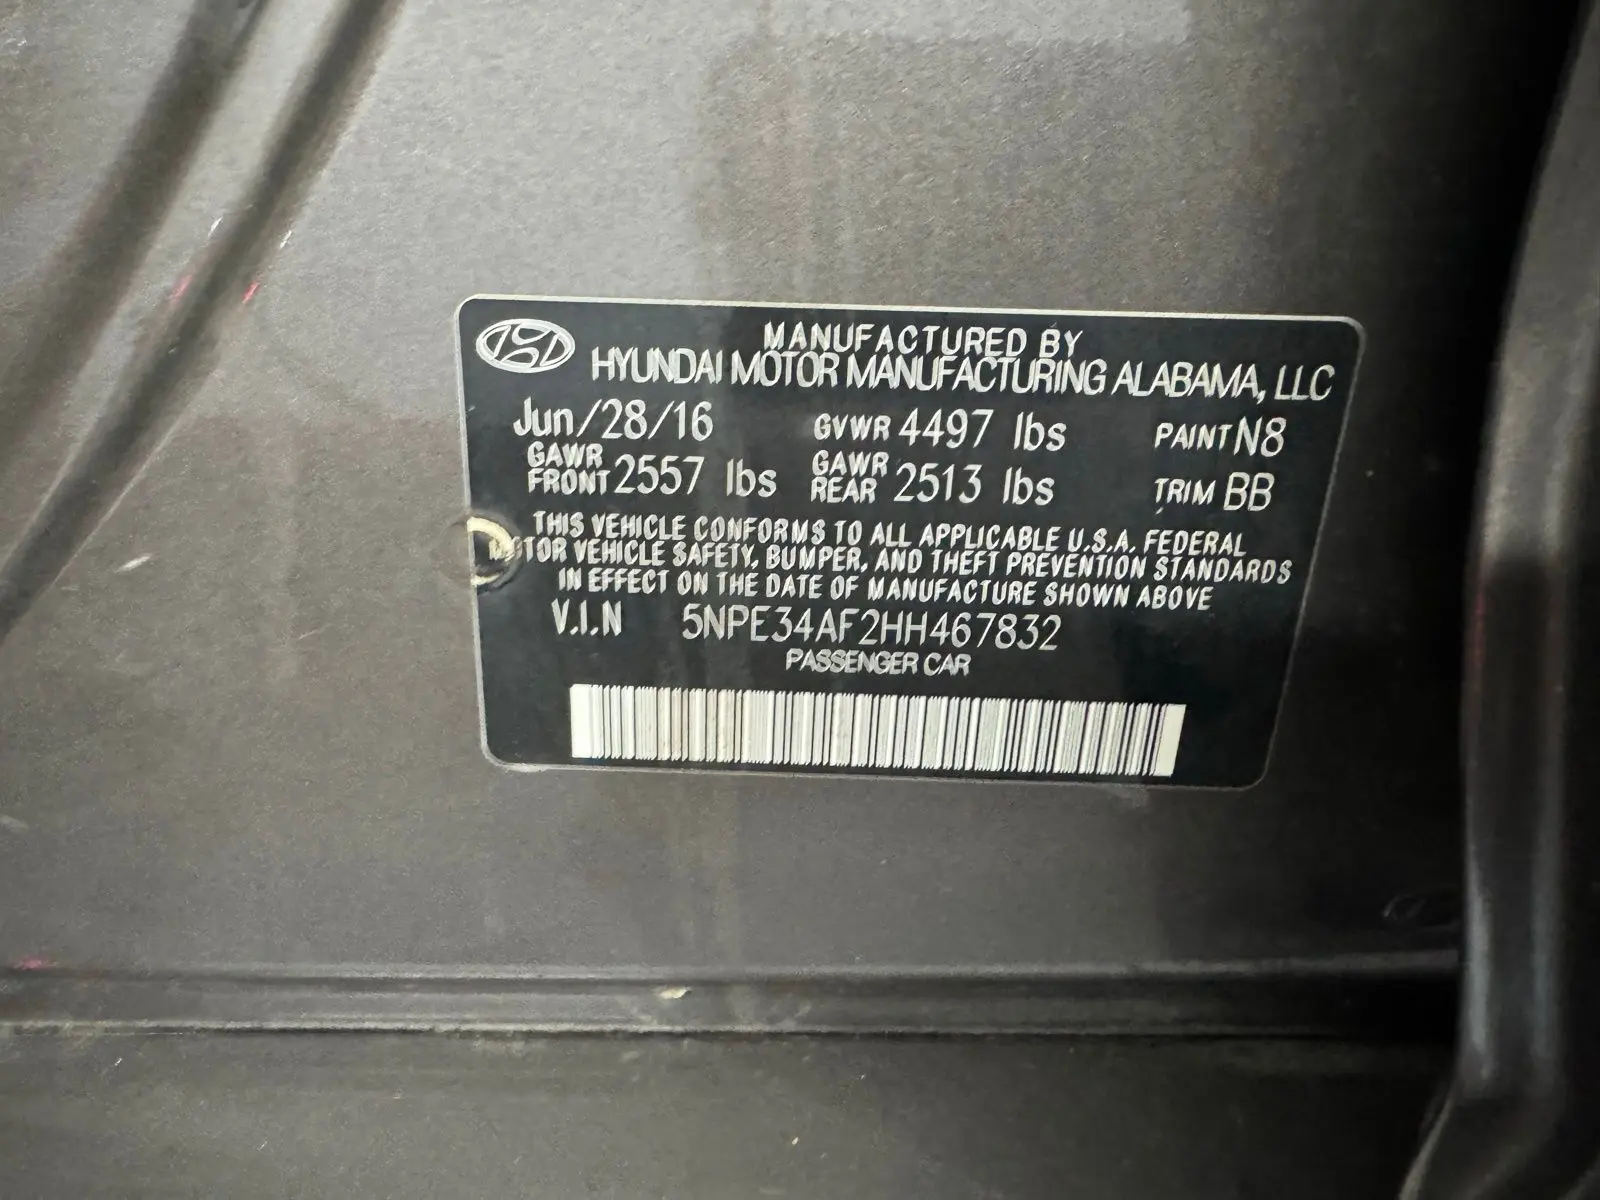 MANUFACTURED BY
HYUNDAI MOTOR MANUFACTURING ALABAMA, LLC
Jun/28/16 GVWR 4497 lbs PAINT N8
GAWR FRONT 2557 lbs GAWR REAR 2513 lbs TRIM BB
THIS VEHICLE CONFORMS TO ALL APPLICABLE U.S.A. FEDERAL
MOTOR VEHICLE SAFETY, BUMPER, AND THEFT PREVENTION STANDARDS
IN EFFECT ON THE DATE OF MANUFACTURE SHOWN ABOVE
V.I.N 5NPE34AF2HH467832
PASSENGER CAR